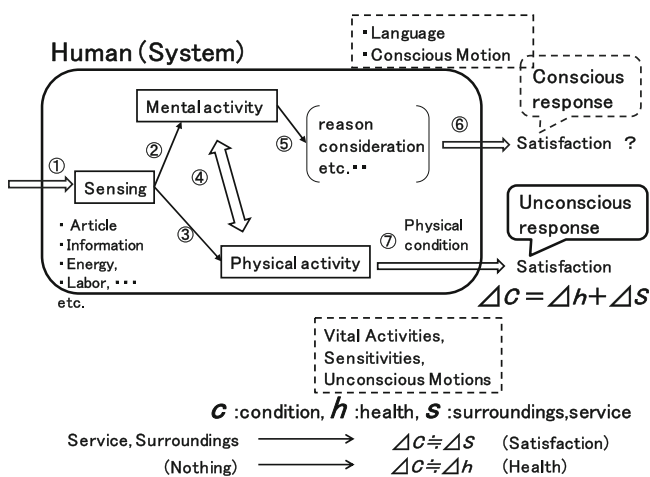 ・Language
・Conscious Motion
Human(System)
Conscious
response
Mental activity
reason
consideration
etc.・・
⑤
⑥
Satisfaction ?
①
②
Sensing
④
③
Unconscious
response
・Article
・Information
・Energy,
・Labor, ・・・
etc.
Physical activity
⑦
Physical
condition
Satisfaction
⊿C=⊿h+⊿S
Vital Activities,
Sensitivities,
Unconscious Motions
c :condition, h :health, s :surroundings,service
Service, Surroundings ⊿C≒⊿S (Satisfaction)
(Nothing) ⊿C≒⊿h (Health)